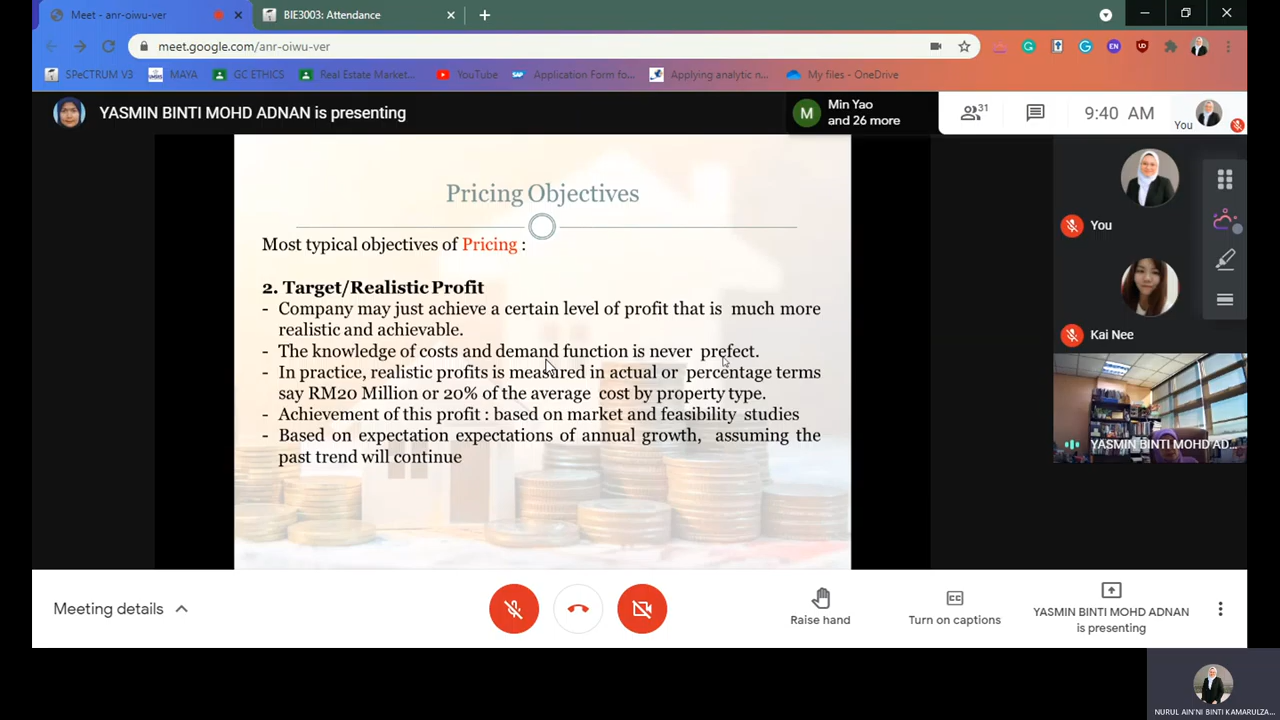 Meet - anr-oiwu-ver
BIE3003: Attendance
meet.google.com/anr-oiwu-ver
SPeCTRUM V3
MAYA
GC ETHICS
Real Estate Market...
YouTube
Application Form fo...
Applying analytic n...
My files - OneDrive
YASMIN BINTI MOHD ADNAN is presenting
M
Min Yao
and 26 more
31
9:40 AM
You
Pricing Objectives
Most typical objectives of Pricing :
2. Target/Realistic Profit
- Company may just achieve a certain level of profit that is much more
realistic and achievable.
- The knowledge of costs and demand function is never prefect.
- In practice, realistic profits is measured in actual or percentage terms
say RM20 Million or 20% of the average cost by property type.
- Achievement of this profit : based on market and feasibility studies
- Based on expectation expectations of annual growth, assuming the
past trend will continue
You
Kai Nee
YASMIN BINTI MOHD AD...
Meeting details
Raise hand
CC
Turn on captions
YASMIN BINTI MOHD ADNAN
is presenting
NURUL AIN'NI BINTI KAMARULZA...